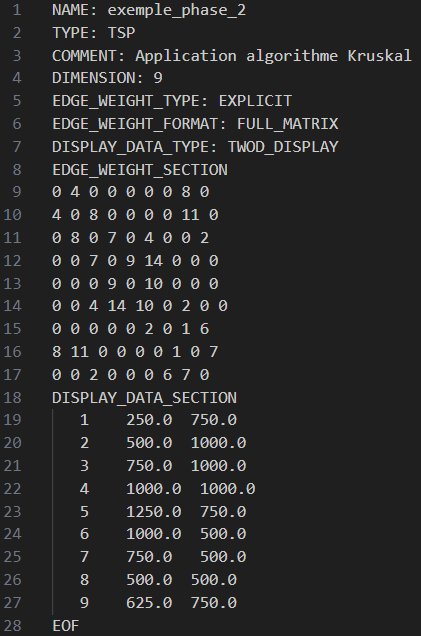 1 NAME: exemple_phase_2
2 TYPE: TSP
3 COMMENT: Application algorithme Kruskal
4 DIMENSION: 9
5 EDGE_WEIGHT_TYPE: EXPLICIT
6 EDGE_WEIGHT_FORMAT: FULL_MATRIX
7 DISPLAY_DATA_TYPE: TWOD_DISPLAY
8 EDGE_WEIGHT_SECTION
9 0 4 0 0 0 0 0 8 0
10 4 0 8 0 0 0 0 11 0
11 0 8 0 7 0 4 0 0 2
12 0 0 7 0 9 14 0 0 0
13 0 0 0 9 0 10 0 0 0
14 0 0 4 14 10 0 2 0 0
15 0 0 0 0 0 2 0 1 6
16 8 11 0 0 0 0 1 0 7
17 0 0 2 0 0 0 6 7 0
18 DISPLAY_DATA_SECTION
19 1 250.0 750.0
20 2 500.0 1000.0
21 3 750.0 1000.0
22 4 1000.0 1000.0
23 5 1250.0 750.0
24 6 1000.0 500.0
25 7 750.0 500.0
26 8 500.0 500.0
27 9 625.0 750.0
28 EOF